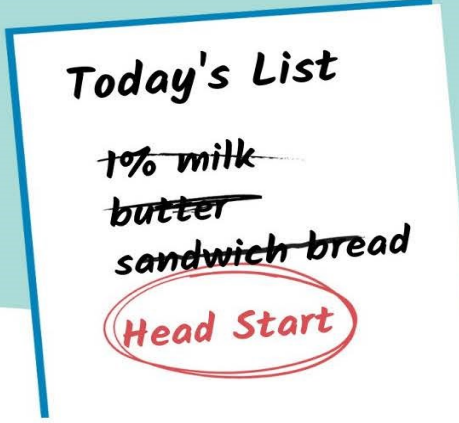 Today's List
1% milk
butter
sandwich bread
Head Start